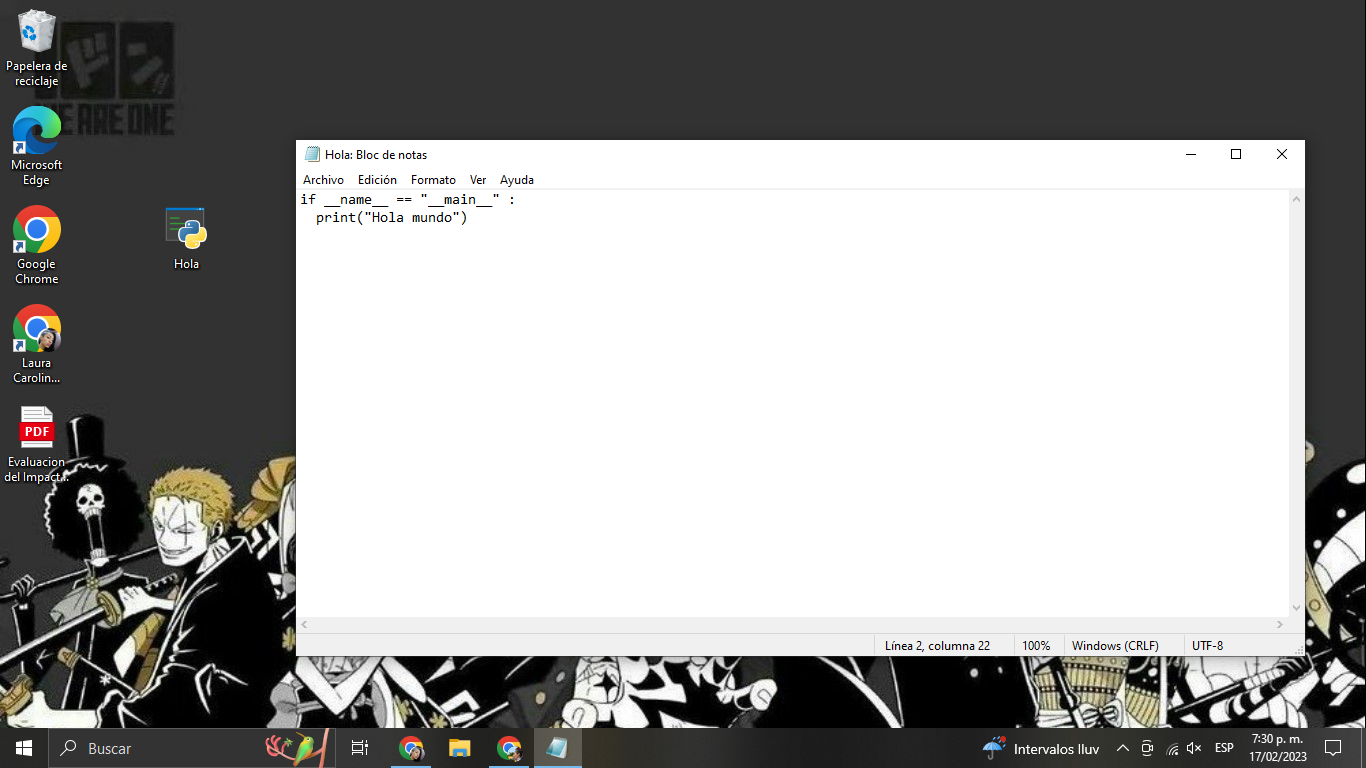 Papelera de
reciclaje
WE ARE ONE
Microsoft
Edge
Google
Chrome
Hola
Laura
Carolin...
PDF
Evaluacion
del Impact...
Hola: Bloc de notas
Archivo Edición Formato Ver Ayuda
if __name__ == "__main__" :
  print("Hola mundo")
Línea 2, columna 22 100% Windows (CRLF) UTF-8
Buscar
Intervalos lluv
ESP
7:30 p. m.
17/02/2023